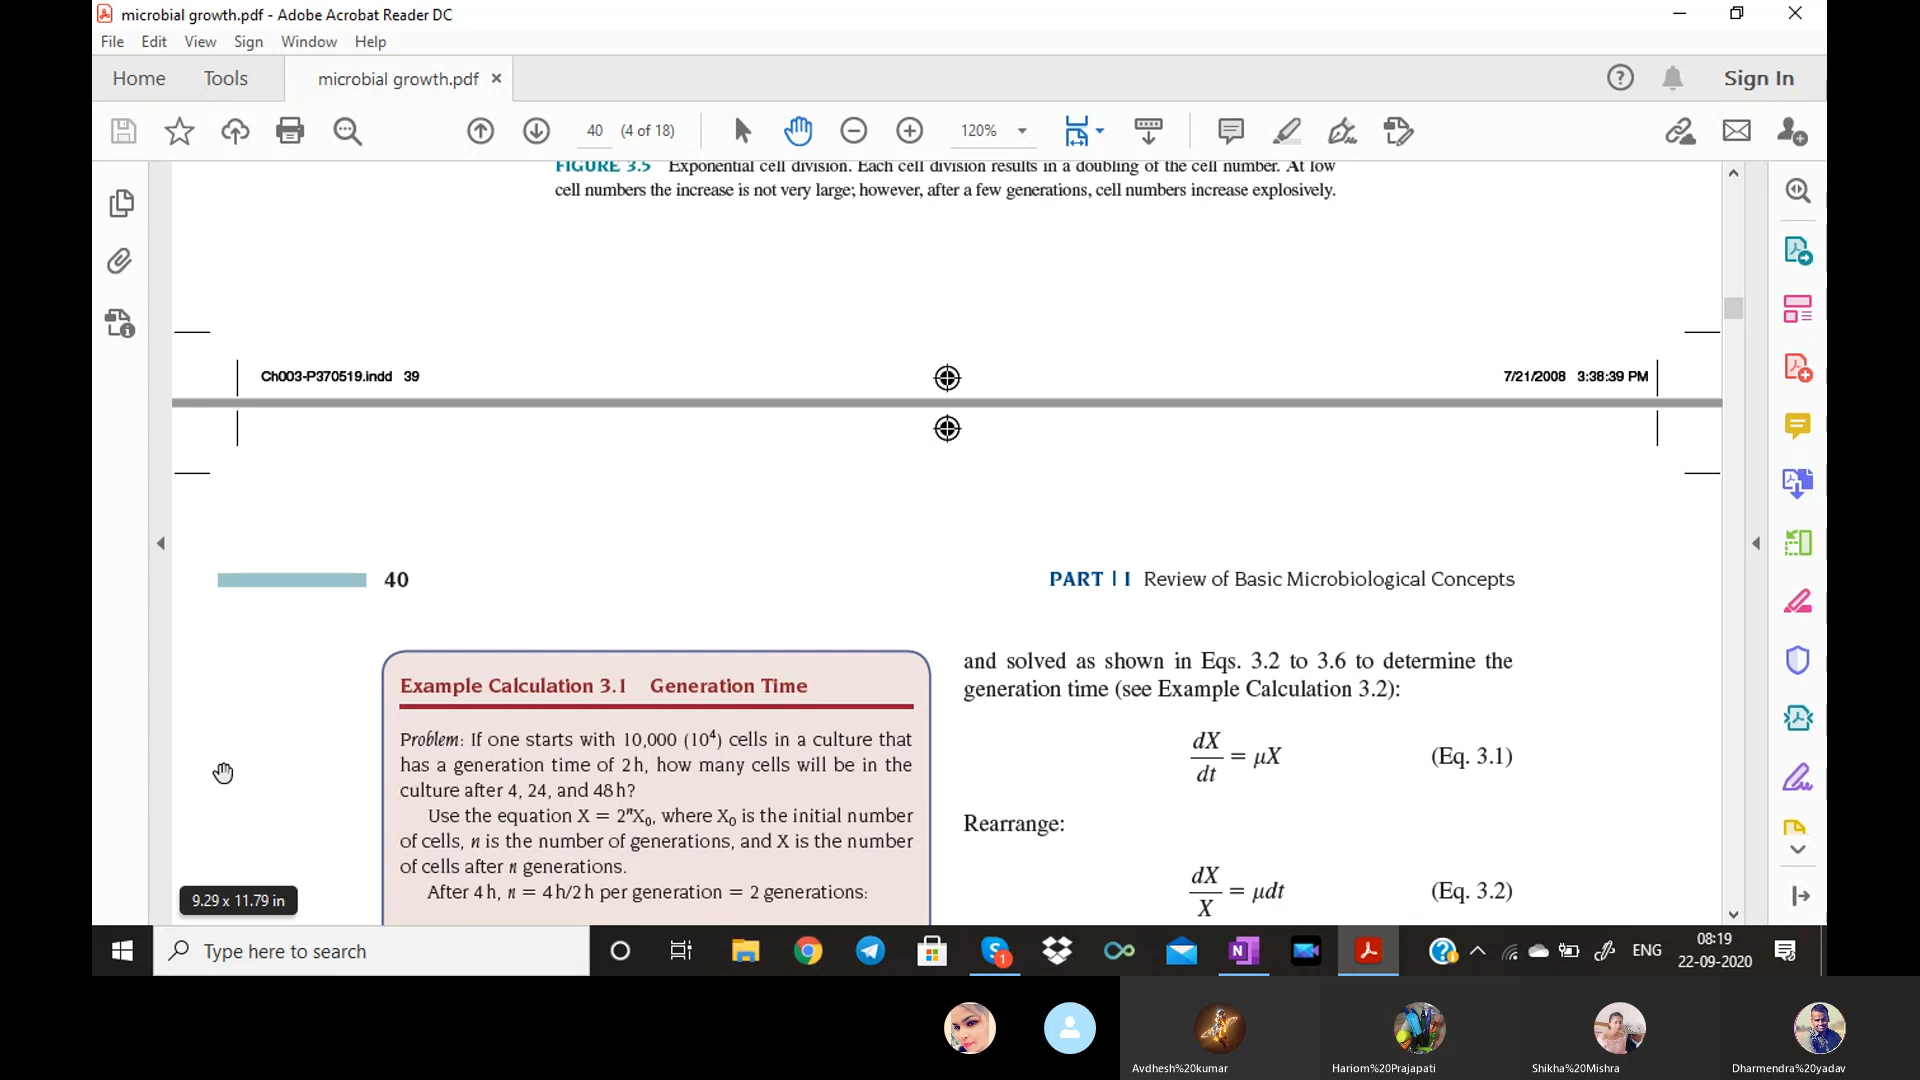 microbial growth.pdf - Adobe Acrobat Reader DC
File Edit View Sign Window Help
Home Tools microbial growth.pdf × Sign In
40 (4 of 18) 120%
FIGURE 3.5 Exponential cell division. Each cell division results in a doubling of the cell number. At low
cell numbers the increase is not very large; however, after a few generations, cell numbers increase explosively.
Ch003-P370519.indd 39 7/21/2008 3:38:39 PM
40 PART | I Review of Basic Microbiological Concepts
Example Calculation 3.1 Generation Time
Problem: If one starts with 10,000 (10⁴) cells in a culture that
has a generation time of 2 h, how many cells will be in the
culture after 4, 24, and 48 h?
Use the equation X = 2ⁿX₀, where X₀ is the initial number
of cells, n is the number of generations, and X is the number
of cells after n generations.
After 4 h, n = 4 h/2 h per generation = 2 generations:
and solved as shown in Eqs. 3.2 to 3.6 to determine the
generation time (see Example Calculation 3.2):
dX/dt = μX (Eq. 3.1)
Rearrange:
dX/X = μdt (Eq. 3.2)
9.29 x 11.79 in
Type here to search
1
N
ENG
08:19
22-09-2020
Avdhesh%20kumar
Hariom%20Prajapati
Shikha%20Mishra
Dharmendra%20yadav